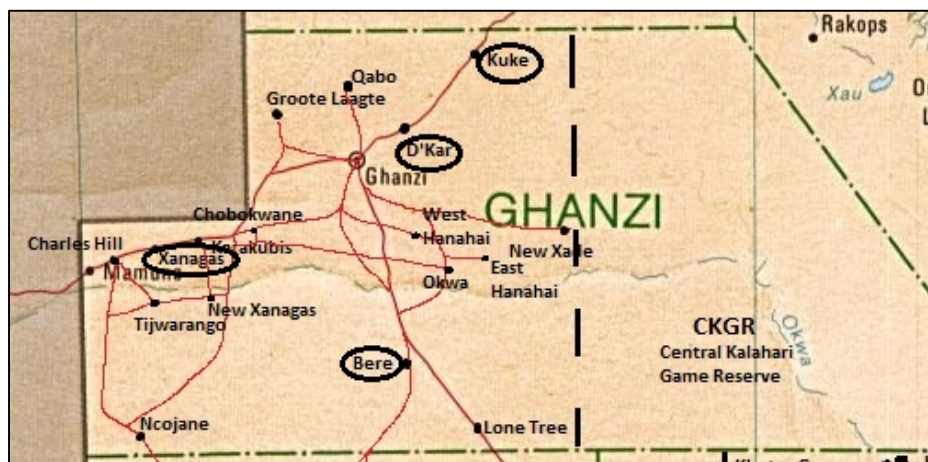 Rakops
Kuke
Qabo
Xau
Groote Laagte
D'Kar
Ghanzi
GHANZI
Chobokwane
West
Hanahai
Charles Hill
Karakubis
New Xade
Xanagas
Mamuno
East
Hanahai
Okwa
New Xanagas
Tijwarango
CKGR
Central Kalahari
Game Reserve
Okwa
Bere
Ncojane
Lone Tree